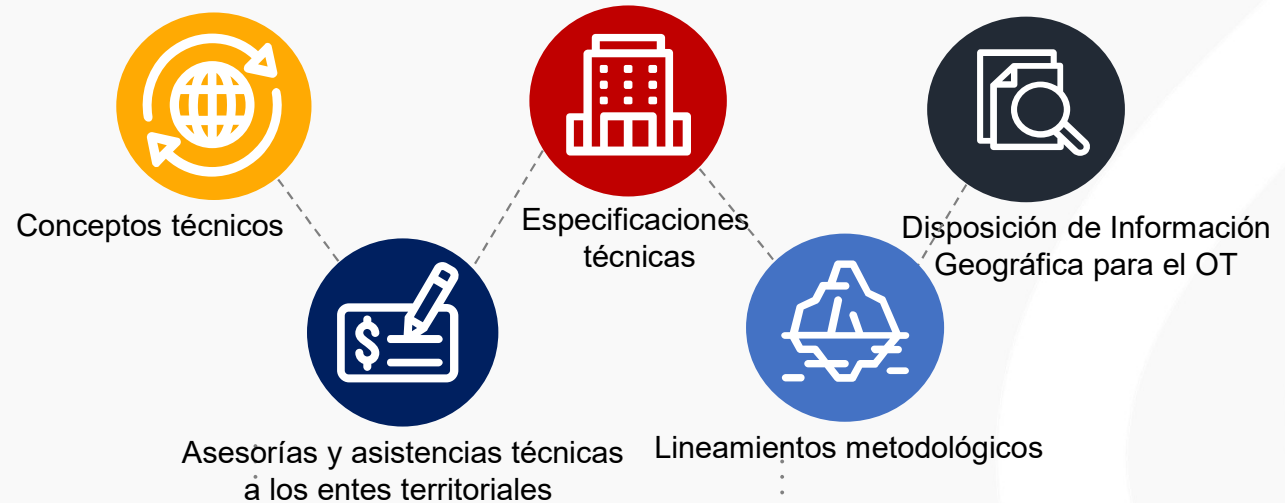 Conceptos técnicos
Asesorías y asistencias técnicas
a los entes territoriales
Especificaciones
técnicas
Lineamientos metodológicos
Disposición de Información
Geográfica para el OT
$